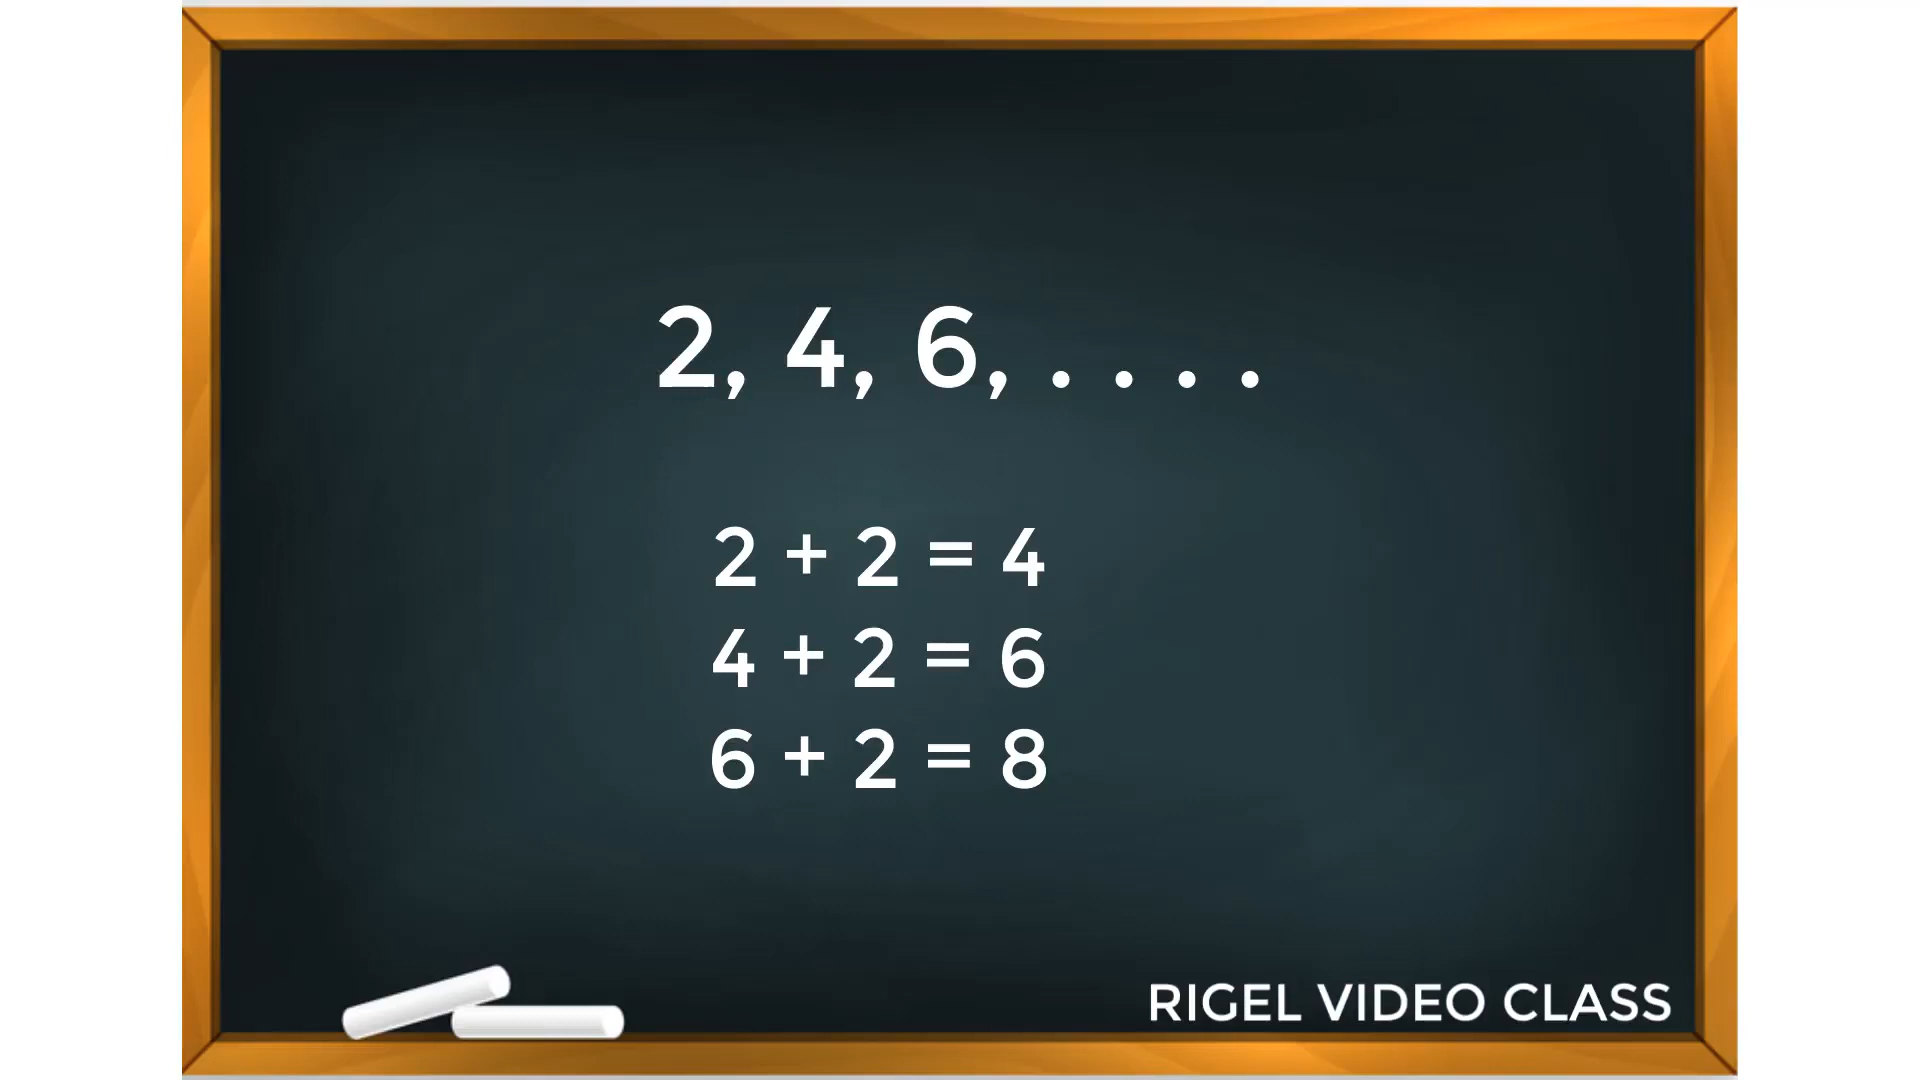 2, 4, 6, . . . .
2 + 2 = 4
4 + 2 = 6
6 + 2 = 8
RIGEL VIDEO CLASS